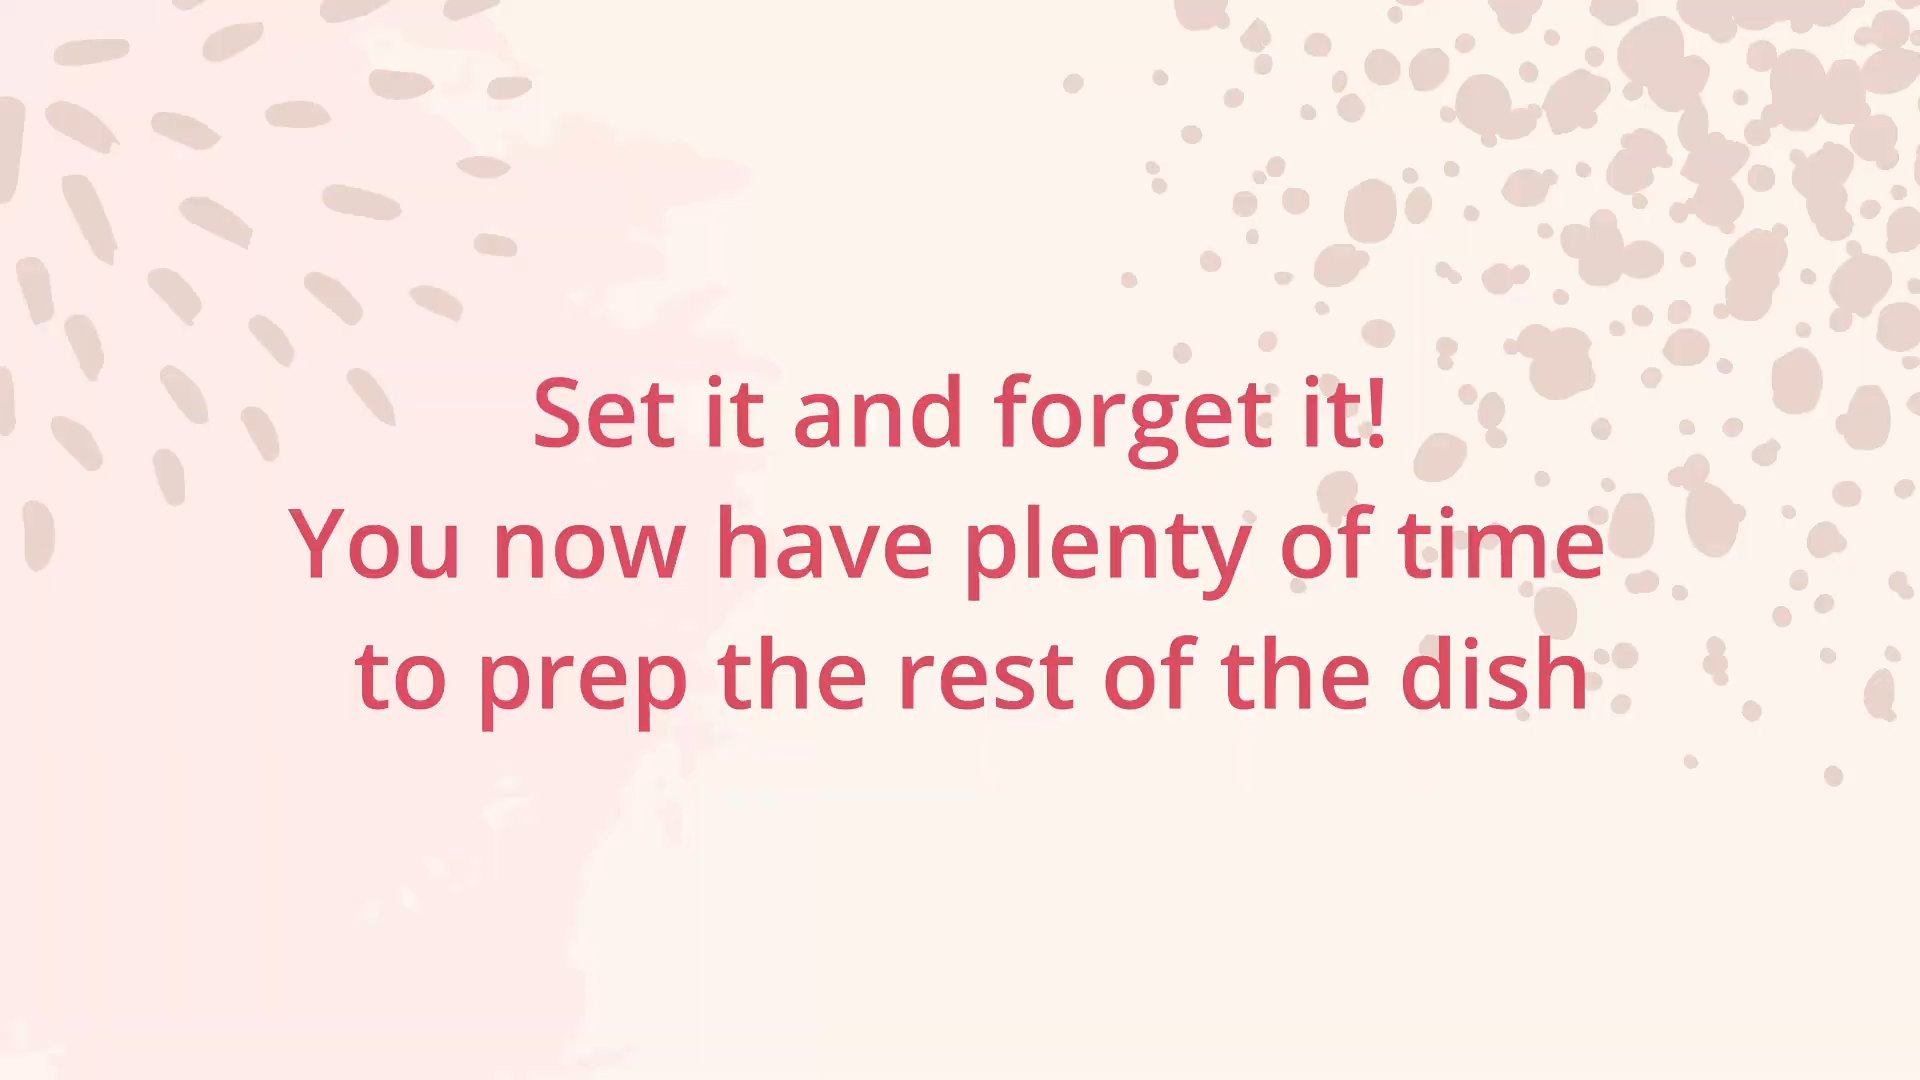 Set it and forget it!
You now have plenty of time
to prep the rest of the dish